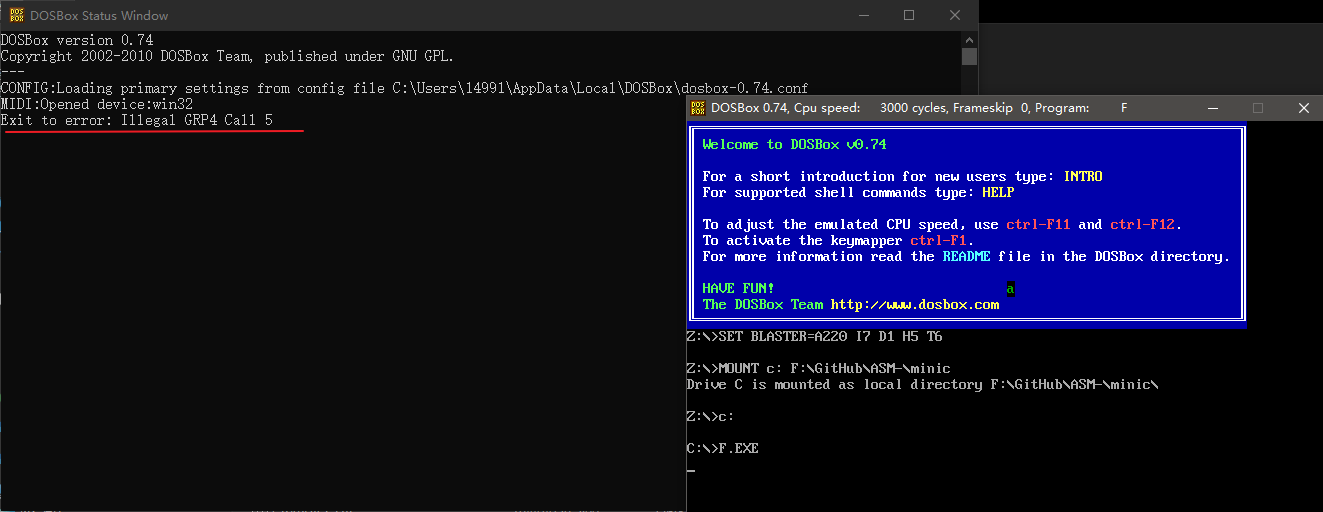 DOSBox Status Window
DOSBox version 0.74
Copyright 2002-2010 DOSBox Team, published under GNU GPL.
---
CONFIG:Loading primary settings from config file C:\Users\14991\AppData\Local\DOSBox\dosbox-0.74.conf
MIDI:Opened device:win32
Exit to error: Illegal GRP4 Call 5
DOSBox 0.74, Cpu speed: 3000 cycles, Frameskip 0, Program: F
Welcome to DOSBox v0.74
For a short introduction for new users type: INTRO
For supported shell commands type: HELP
To adjust the emulated CPU speed, use ctrl-F11 and ctrl-F12.
To activate the keymapper ctrl-F1.
For more information read the README file in the DOSBox directory.
HAVE FUN! a
The DOSBox Team http://www.dosbox.com
Z:\>SET BLASTER=A220 I7 D1 H5 T6
Z:\>MOUNT c: F:\GitHub\ASM-\minic
Drive C is mounted as local directory F:\GitHub\ASM-\minic\
Z:\>c:
C:\>F.EXE